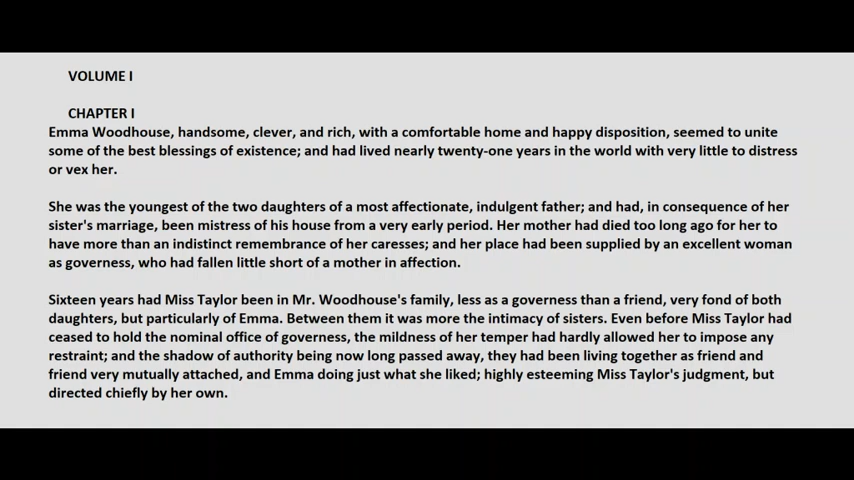 VOLUME I
CHAPTER I
Emma Woodhouse, handsome, clever, and rich, with a comfortable home and happy disposition, seemed to unite
some of the best blessings of existence; and had lived nearly twenty-one years in the world with very little to distress
or vex her.
She was the youngest of the two daughters of a most affectionate, indulgent father; and had, in consequence of her
sister's marriage, been mistress of his house from a very early period. Her mother had died too long ago for her to
have more than an indistinct remembrance of her caresses; and her place had been supplied by an excellent woman
as governess, who had fallen little short of a mother in affection.
Sixteen years had Miss Taylor been in Mr. Woodhouse's family, less as a governess than a friend, very fond of both
daughters, but particularly of Emma. Between them it was more the intimacy of sisters. Even before Miss Taylor had
ceased to hold the nominal office of governess, the mildness of her temper had hardly allowed her to impose any
restraint; and the shadow of authority being now long passed away, they had been living together as friend and
friend very mutually attached, and Emma doing just what she liked; highly esteeming Miss Taylor's judgment, but
directed chiefly by her own.